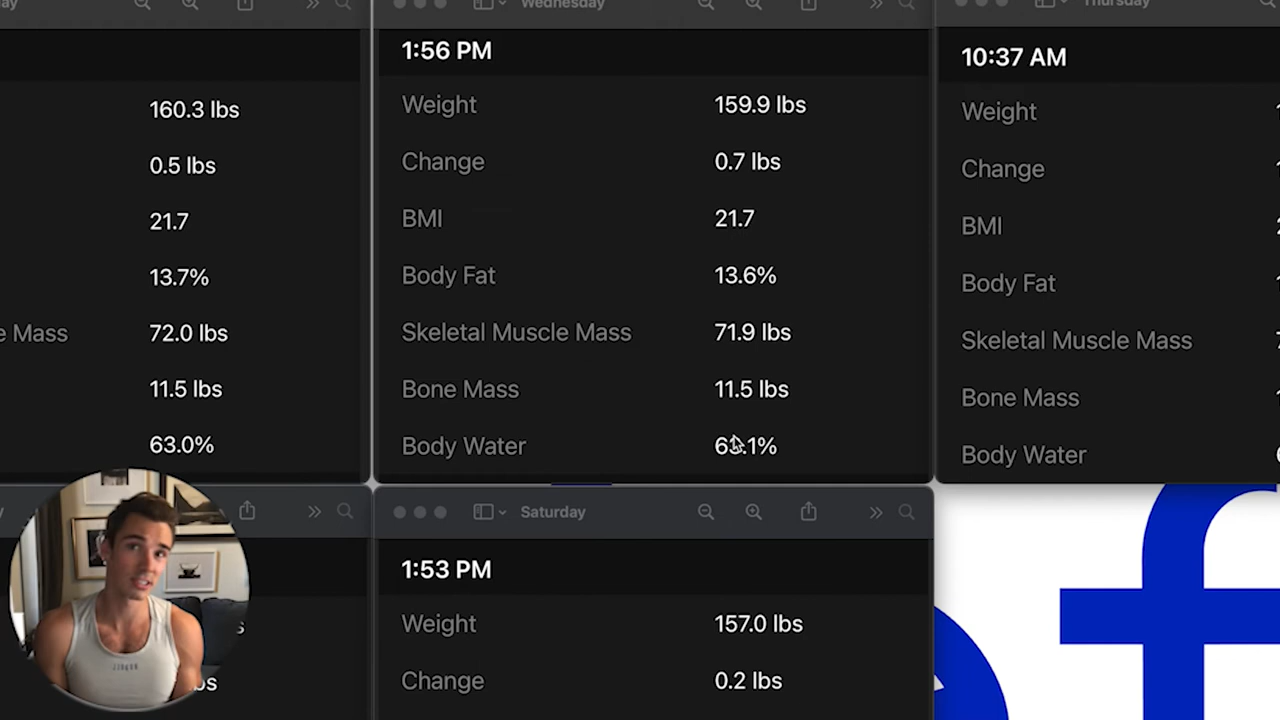 Wednesday
Thursday
1:56 PM
10:37 AM
160.3 lbs
Weight 159.9 lbs
Weight
0.5 lbs
Change 0.7 lbs
Change
21.7
BMI 21.7
BMI
13.7%
Body Fat 13.6%
Body Fat
Mass 72.0 lbs
Skeletal Muscle Mass 71.9 lbs
Skeletal Muscle Mass
11.5 lbs
Bone Mass 11.5 lbs
Bone Mass
63.0%
Body Water 63.1%
Body Water
Saturday
1:53 PM
Weight 157.0 lbs
Change 0.2 lbs
f